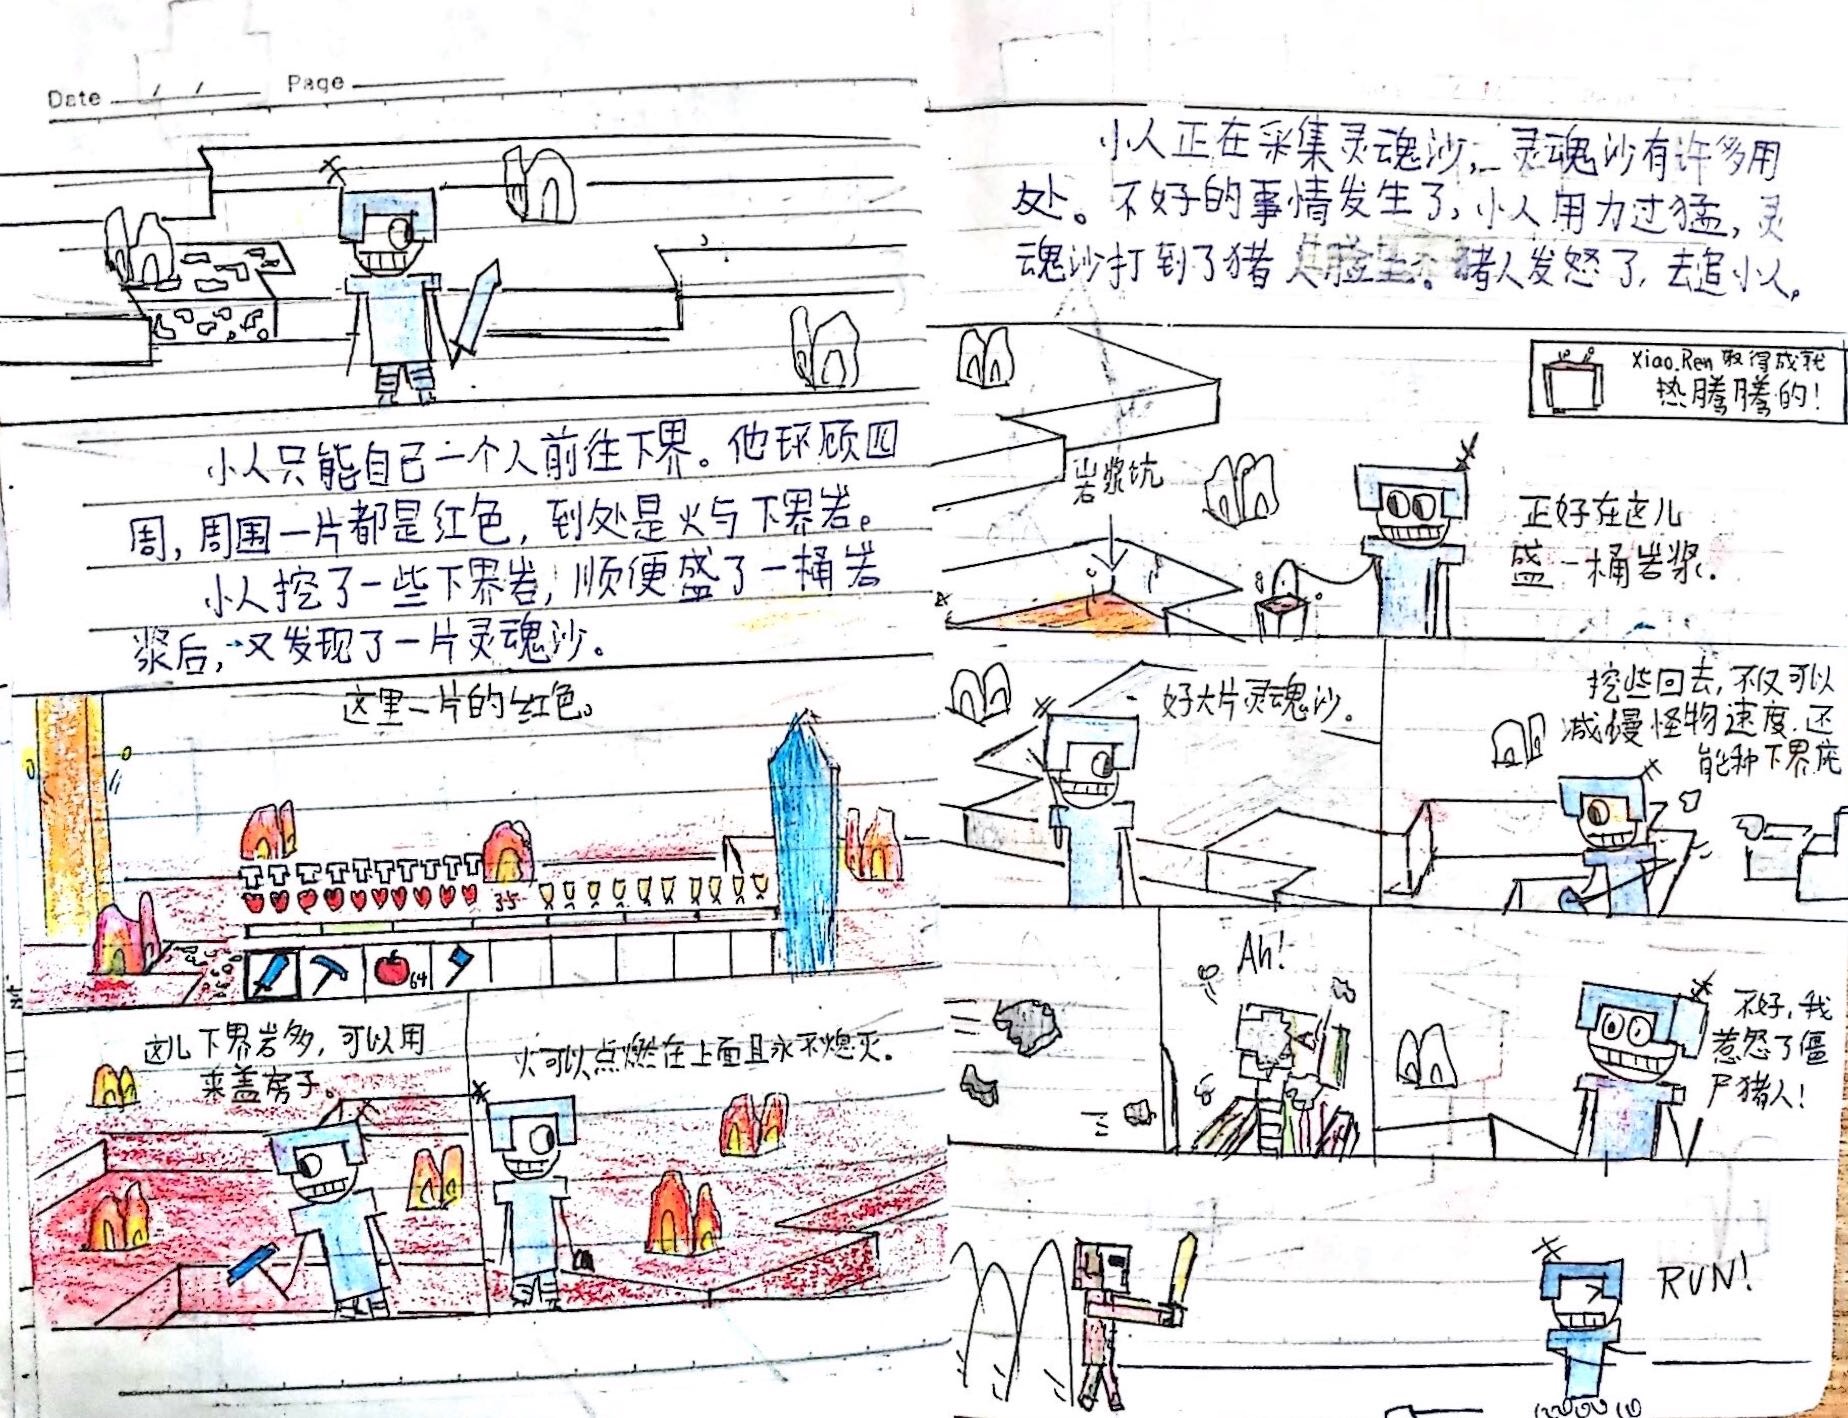 Date / / Page
小人只能自己一个人前往下界。他环顾四
周，周围一片都是红色，到处是火与下界岩。
小人挖了一些下界岩，顺便盛了一桶岩
浆后，又发现了一片灵魂沙。
这里一片的红色。
35
64
这儿下界岩多，可以用
来盖房子。
火可以点燃在上面且永不熄灭。
小人正在采集灵魂沙，灵魂沙有许多用
处。不好的事情发生了，小人用力过猛，灵
魂沙打到了猪人脸上。猪人发怒了，去追小人。
Xiao.Ren取得成就
热腾腾的！
岩浆坑
正好在这儿
盛一桶岩浆.
好大片灵魂沙。
挖些回去，不仅可以
减慢怪物速度，还
能种下界疣
Ah!
不好，我
惹怒了僵
尸猪人！
RUN!